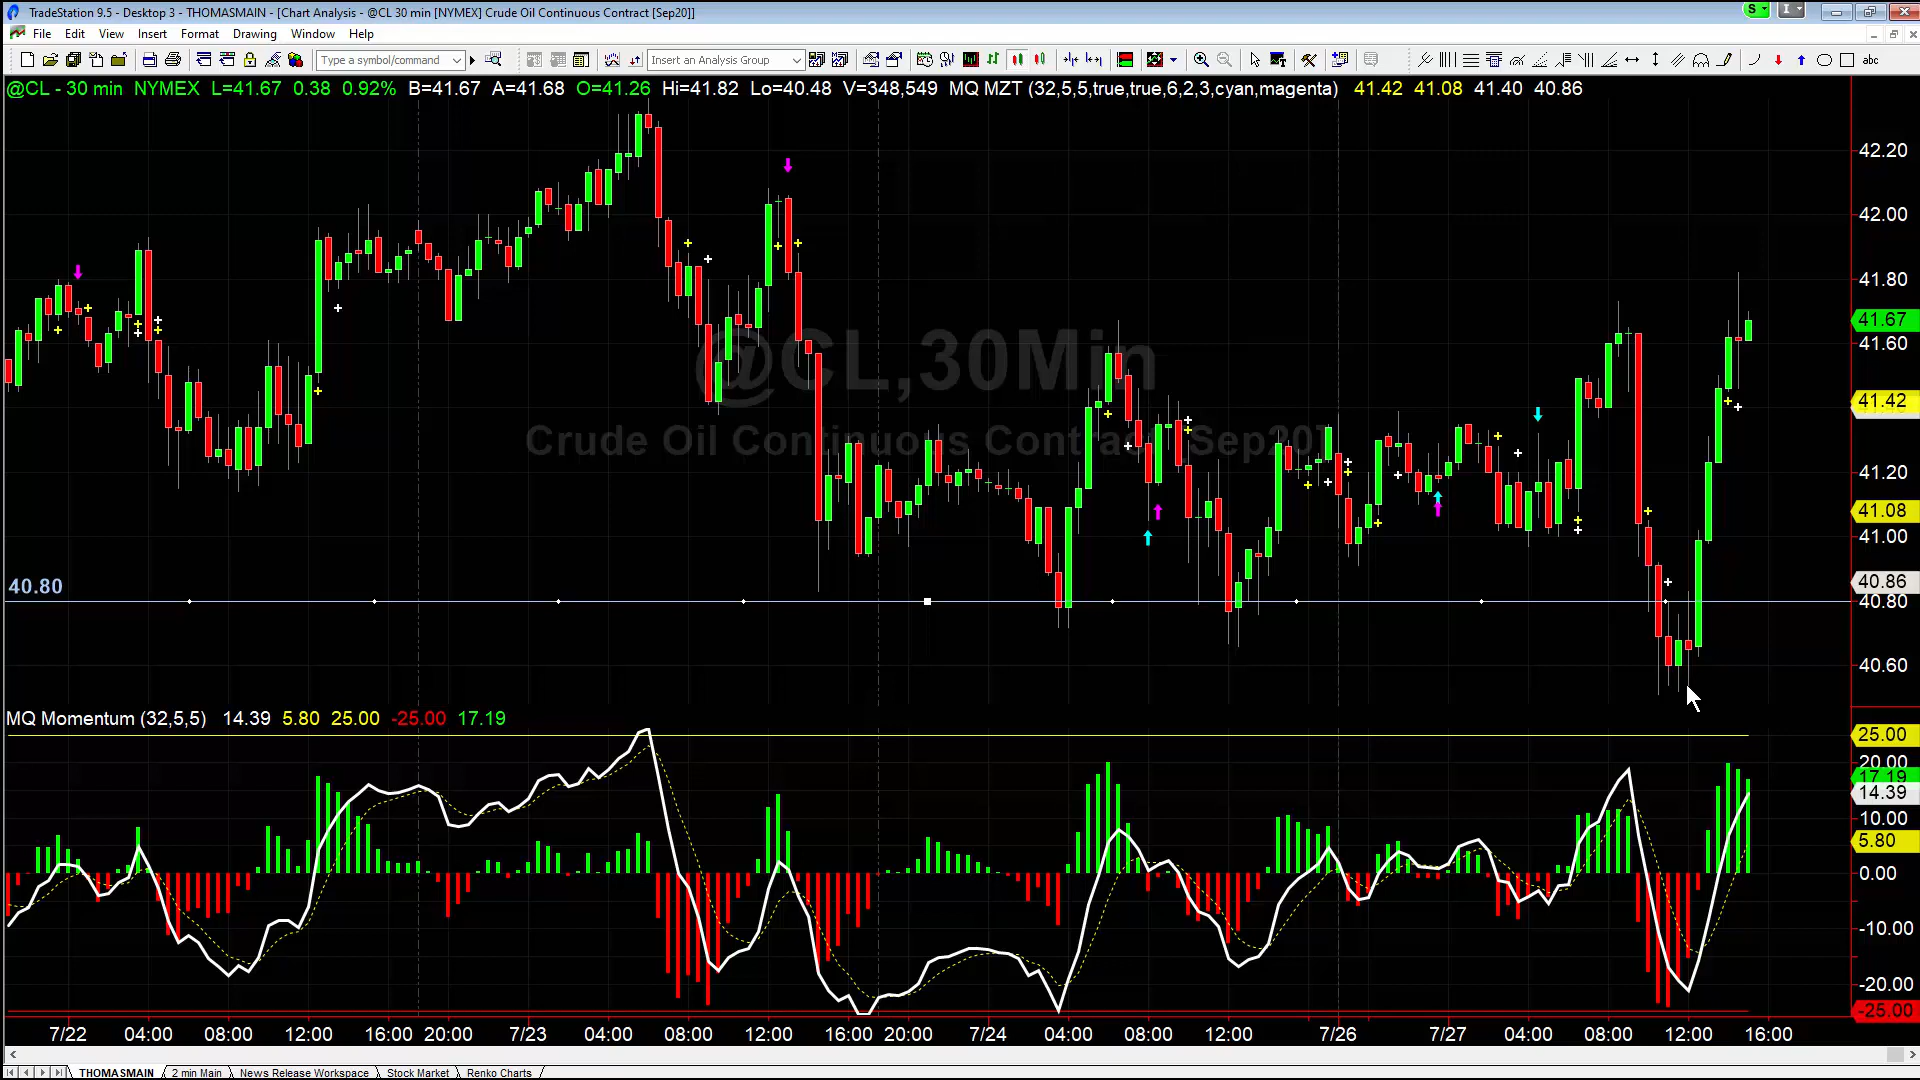 TradeStation 9.5 - Desktop 3 - THOMASMAIN - [Chart Analysis - @CL 30 min [NYMEX] Crude Oil Continuous Contract [Sep20]]
S I
File Edit View Insert Format Drawing Window Help
Type a symbol/command Insert an Analysis Group abc
@CL - 30 min NYMEX L=41.67 0.38 0.92% B=41.67 A=41.68 O=41.26 Hi=41.82 Lo=40.48 V=348,549 MQ MZT (32,5,5,true,true,6,2,3,cyan,magenta) 41.42 41.08 41.40 40.86
42.20
42.00
41.80
41.67
41.60
@CL,30Min
41.42
Crude Oil Continuous Contract [Sep20]
41.20
41.08
41.00
40.80
40.86
40.80
40.60
MQ Momentum (32,5,5) 14.39 5.80 25.00 -25.00 17.19
25.00
20.00
17.19
14.39
10.00
5.80
0.00
-10.00
-20.00
-25.00
7/22 04:00 08:00 12:00 16:00 20:00 7/23 04:00 08:00 12:00 16:00 20:00 7/24 04:00 08:00 12:00 7/26 7/27 04:00 08:00 12:00 16:00
THOMASMAIN 2 min Main News Release Workspace Stock Market Renko Charts